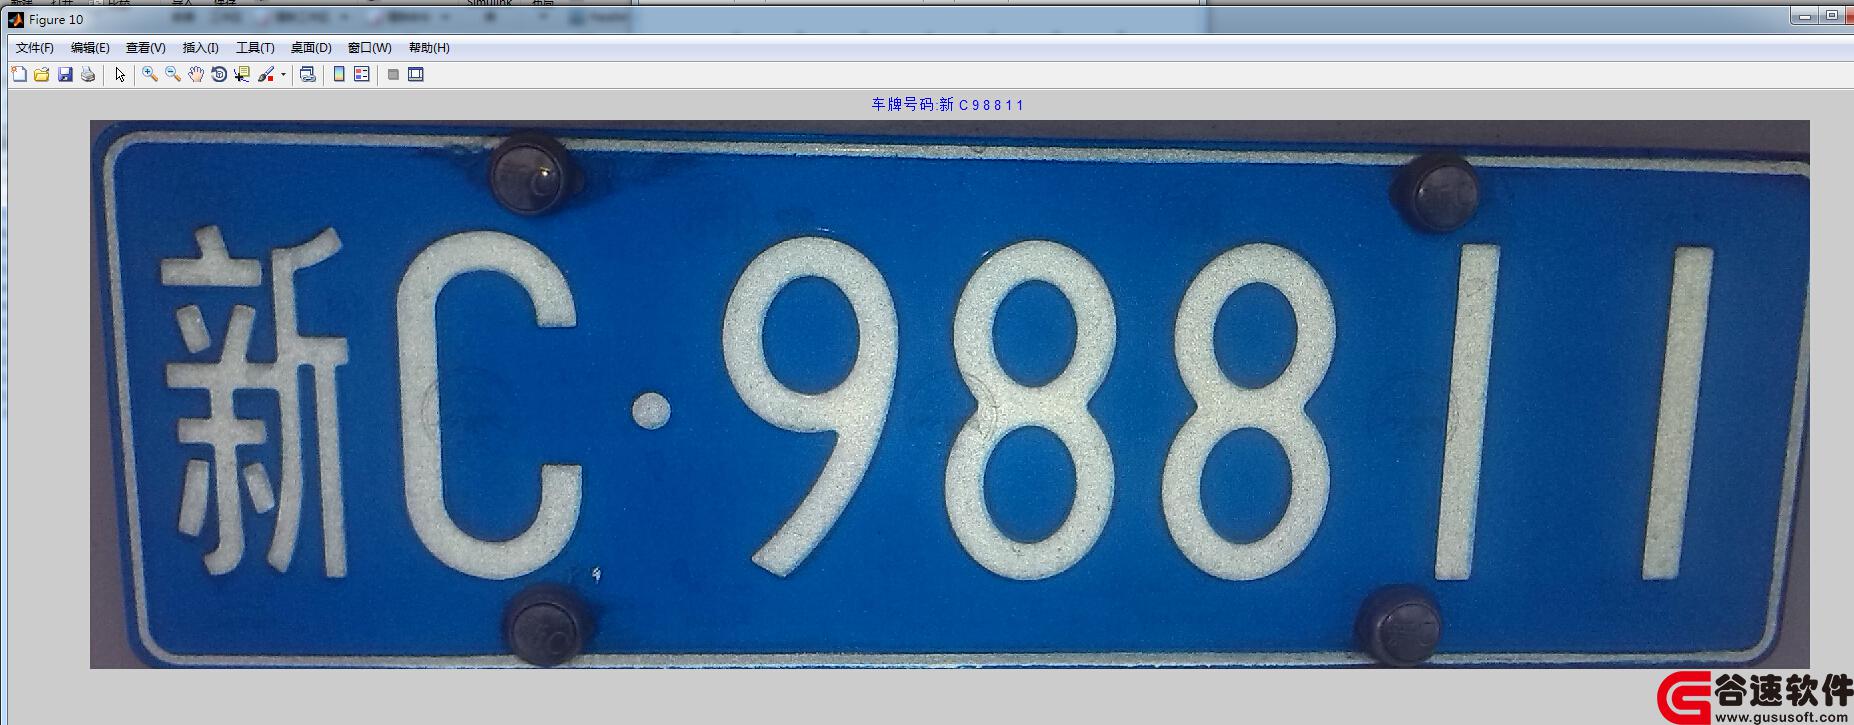 Simulink
Figure 10
文件(F) 编辑(E) 查看(V) 插入(I) 工具(T) 桌面(D) 窗口(W) 帮助(H)
车牌号码:新 C 9 8 8 1 1
新C·98811
谷速软件
www.gususoft.com